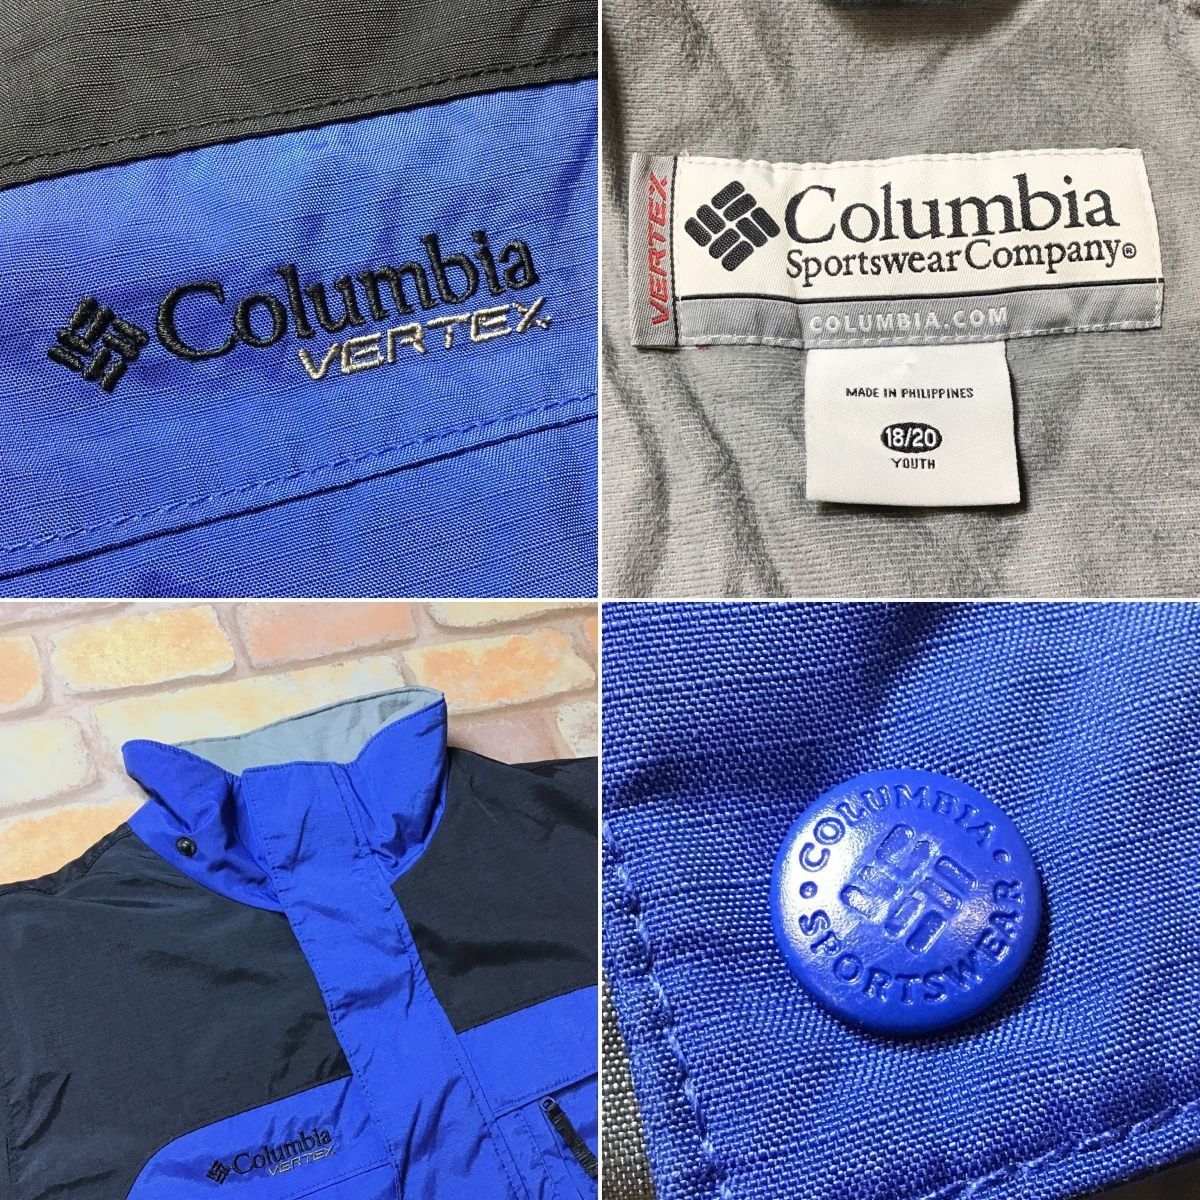 Columbia
VERTEX
VERTEX
Columbia
Sportswear Company®
COLUMBIA.COM
MADE IN PHILIPPINES
18/20
YOUTH
Columbia
VERTEX
COLUMBIA
SPORTSWEAR